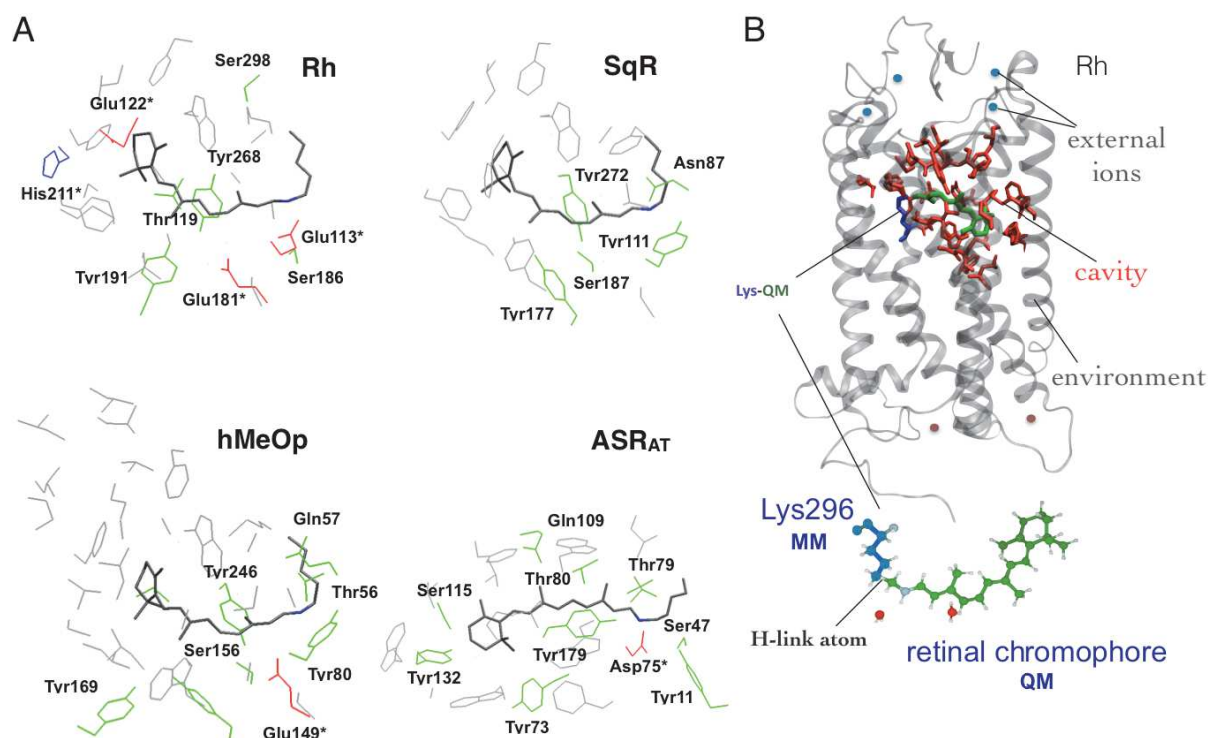 A
Rh
Ser298
Glu122*
Tyr268
His211*
Thr119
Glu113*
Ser186
Tyr191
Glu181*
SqR
Asn87
Tyr272
Tyr111
Ser187
Tyr177
hMeOp
Gln57
Tyr246
Thr56
Ser156
Tyr80
Tyr169
Glu149*
ASRAT
Gln109
Thr79
Thr80
Ser115
Ser47
Tyr179
Asp75*
Tyr132
Tyr11
Tyr73
B
Rh
external
ions
cavity
Lys-QM
environment
Lys296
MM
H-link atom
retinal chromophore
QM